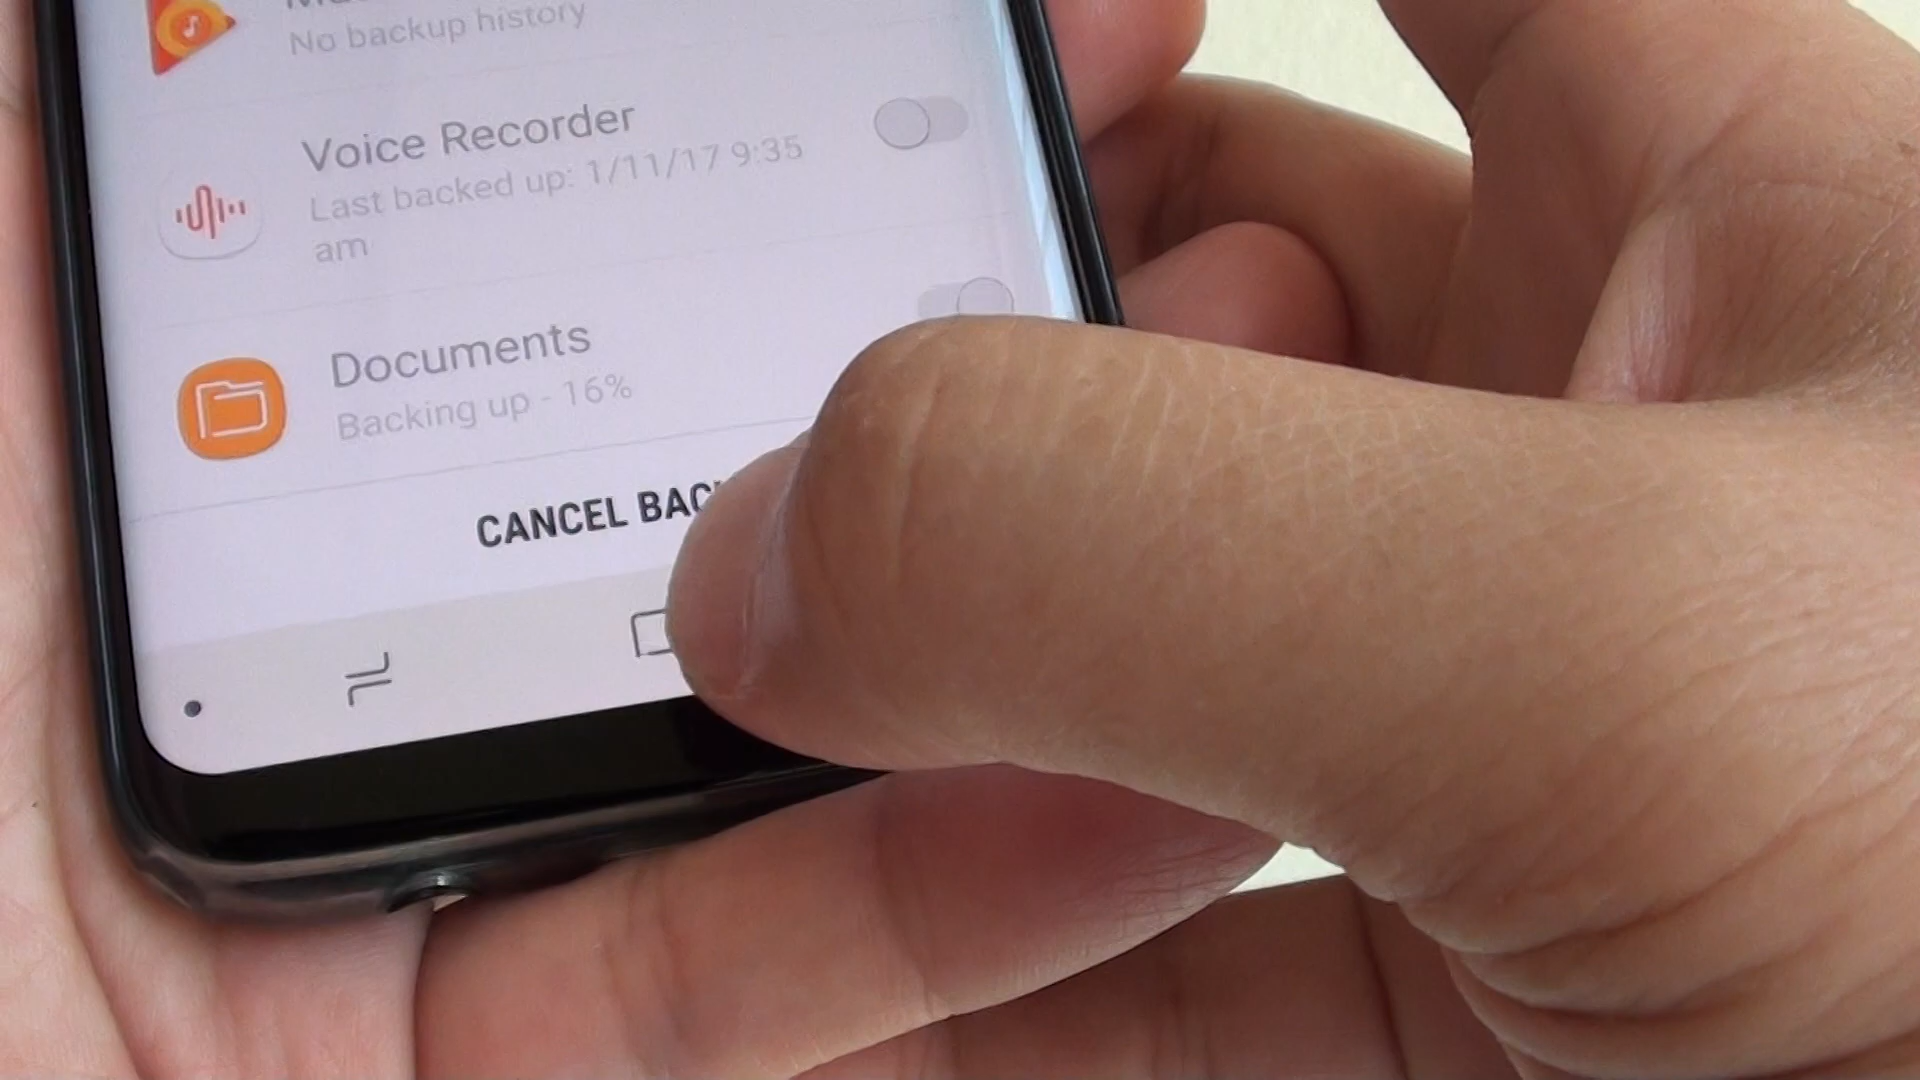 No backup history
Voice Recorder
Last backed up: 1/11/17 9:35
am
Documents
Backing up - 16%
CANCEL BAC